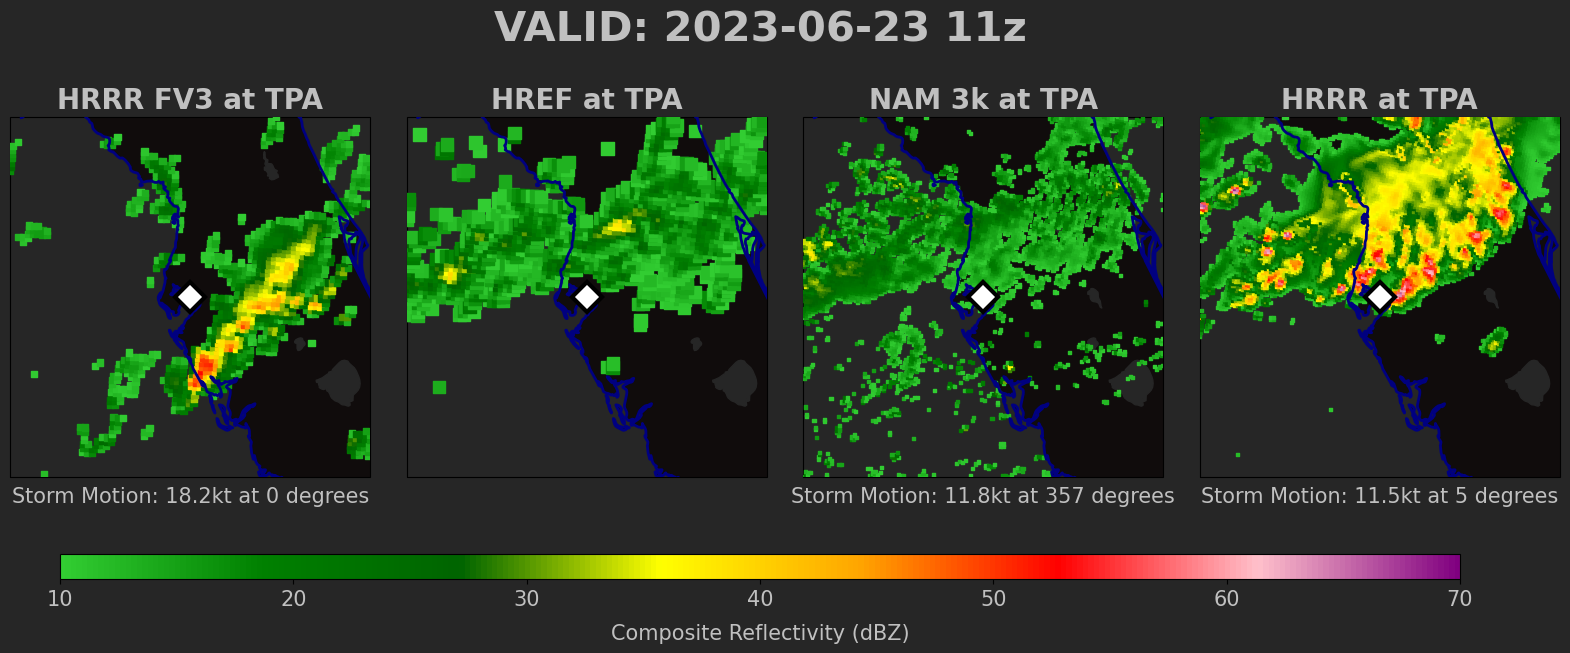 VALID: 2023-06-23 11z
HRRR FV3 at TPA
HREF at TPA
NAM 3k at TPA
HRRR at TPA
Storm Motion: 18.2kt at 0 degrees
Storm Motion: 11.8kt at 357 degrees
Storm Motion: 11.5kt at 5 degrees
10 20 30 40 50 60 70
Composite Reflectivity (dBZ)